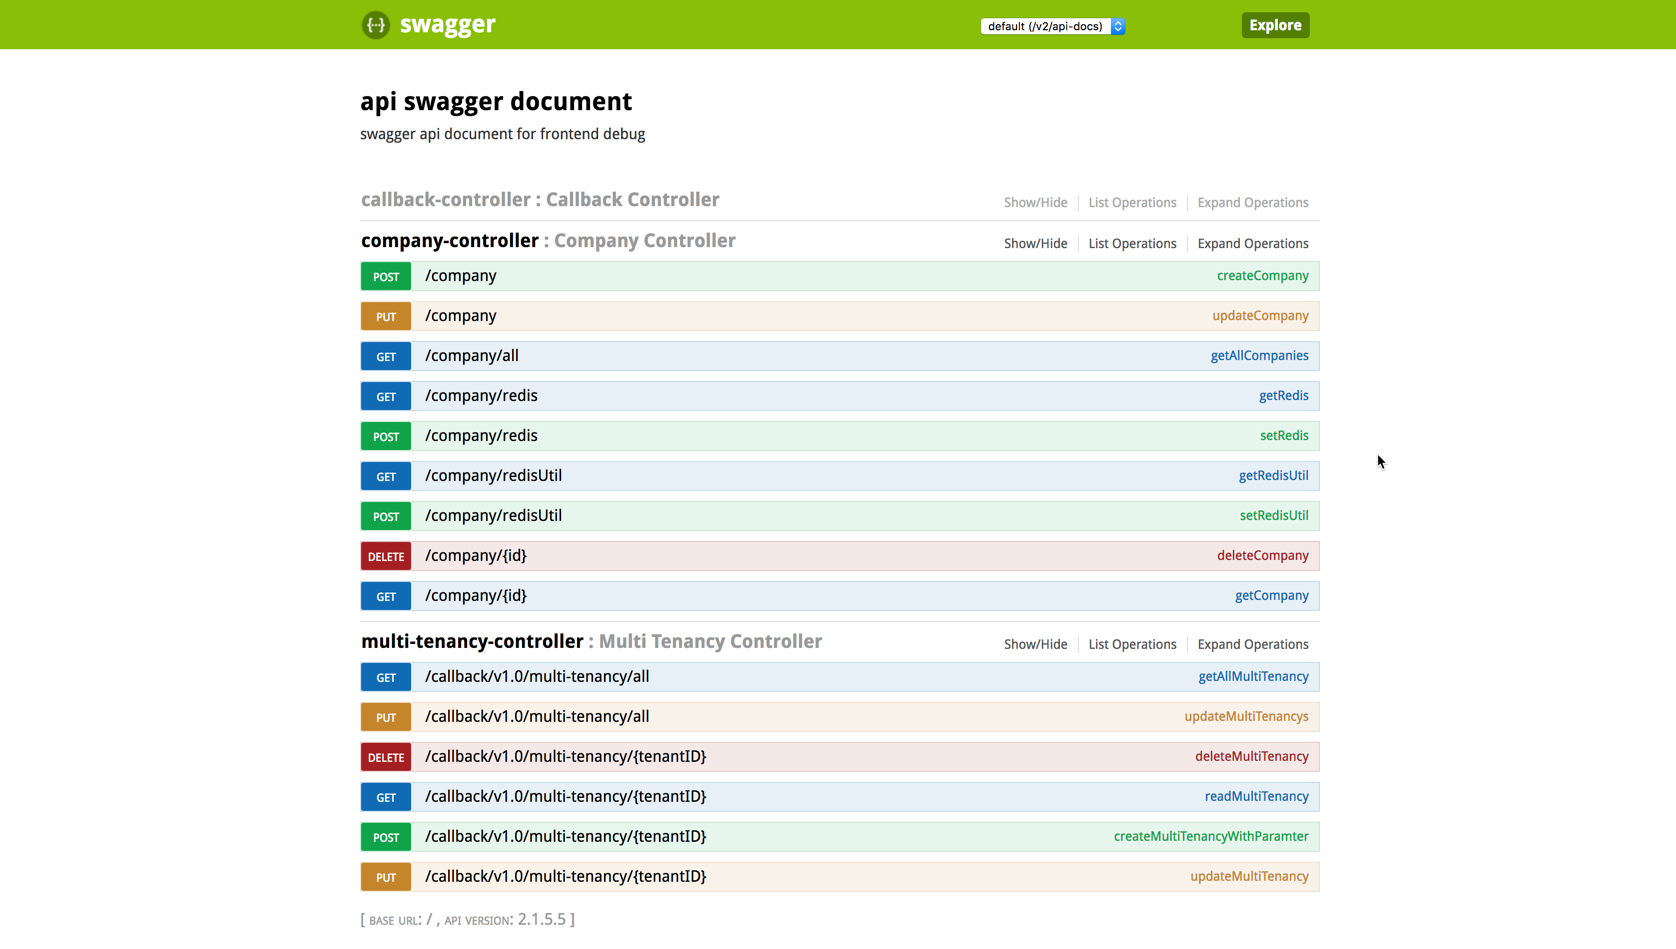 {···} swagger default (/v2/api-docs) Explore
api swagger document
swagger api document for frontend debug
callback-controller : Callback Controller Show/Hide List Operations Expand Operations
company-controller : Company Controller Show/Hide List Operations Expand Operations
POST /company createCompany
PUT /company updateCompany
GET /company/all getAllCompanies
GET /company/redis getRedis
POST /company/redis setRedis
GET /company/redisUtil getRedisUtil
POST /company/redisUtil setRedisUtil
DELETE /company/{id} deleteCompany
GET /company/{id} getCompany
multi-tenancy-controller : Multi Tenancy Controller Show/Hide List Operations Expand Operations
GET /callback/v1.0/multi-tenancy/all getAllMultiTenancy
PUT /callback/v1.0/multi-tenancy/all updateMultiTenancys
DELETE /callback/v1.0/multi-tenancy/{tenantID} deleteMultiTenancy
GET /callback/v1.0/multi-tenancy/{tenantID} readMultiTenancy
POST /callback/v1.0/multi-tenancy/{tenantID} createMultiTenancyWithParamter
PUT /callback/v1.0/multi-tenancy/{tenantID} updateMultiTenancy
[ BASE URL: / , API VERSION: 2.1.5.5 ]